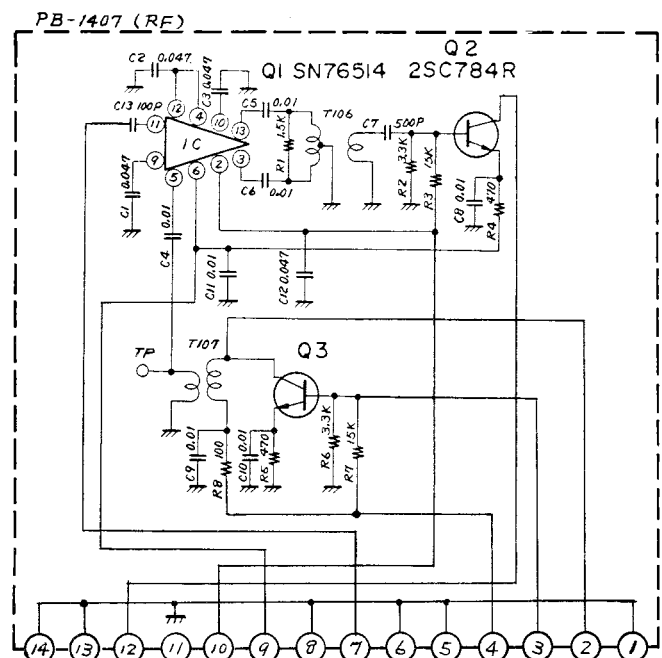 PB-1407 (RF)
C2 0.047
C3 0.047
Q1 SN76514
Q2
2SC784R
C13 100P
11
12
4
10
C5 0.01
13
IC
R1 1.5K
T106
C7 500P
R2 3.3K
R3 15K
9
5
6
2
3
C1 0.047
C6 0.01
C8 0.01
R4 470
C4 0.01
C11 0.01
C12 0.047
TP
T107
Q3
C9 0.01
R8 100
C10 0.01
R5 470
R6 3.3K
R7 15K
14 13 12 11 10 9 8 7 6 5 4 3 2 1